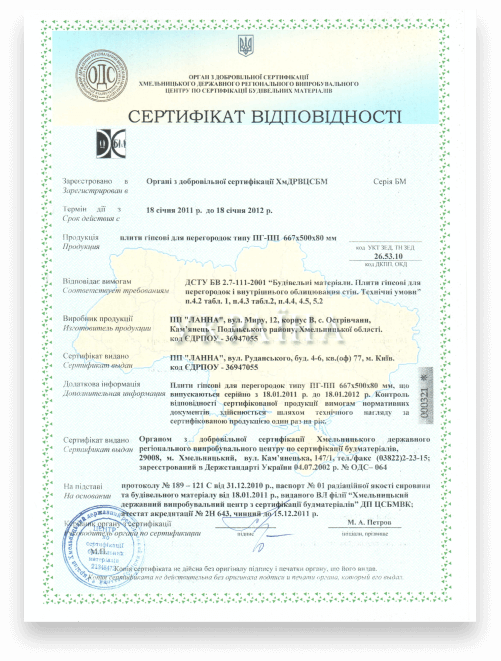 ОРГАН З ДОБРОВІЛЬНОЇ СЕРТИФІКАЦІЇ
ХМЕЛЬНИЦЬКОГО ДЕРЖАВНОГО РЕГІОНАЛЬНОГО ВИПРОБУВАЛЬНОГО
ЦЕНТРУ ПО СЕРТИФІКАЦІЇ БУДІВЕЛЬНИХ МАТЕРІАЛІВ
ОДС
СЕРТИФІКАТ ВІДПОВІДНОСТІ
БМ
Зареєстровано в Органі з добровільної сертифікації ХмДРВЦСБМ Серія БМ
Зарегистрирован в
Термін дії з 18 січня 2011 р. до 18 січня 2012 р.
Срок действия с
Продукція плити гіпсові для перегородок типу ПГ-ПП 667х500х80 мм
Продукция
код УКТ ЗЕД, ТН ЗЕД
26.53.10
код ДКПП, ОКД
Відповідає вимогам ДСТУ БВ 2.7-111-2001 “Будівельні матеріали. Плити гіпсові для
Соответствует требованиям перегородок і внутрішнього облицювання стін. Технічні умови”
п.4.2 табл. 1, п.4.3 табл.2, п.4.4, 4.5, 5.2
Виробник продукції ПП "ЛАННА", вул. Миру, 12, корпус В, с. Острівчани,
Изготовитель продукции Кам’янець – Подільського району, Хмельницької області.
код ЄДРПОУ - 36947055
Сертифікат видано ПП "ЛАННА", вул. Руданського, буд. 4-6, кв.(оф) 77, м. Київ.
Сертификат выдан код ЄДРПОУ - 36947055
Додаткова інформація Плити гіпсові для перегородок типу ПГ-ПП 667х500х80 мм, що
Дополнительная информация випускаються серійно з 18.01.2011 р. до 18.01.2012 р. Контроль
відповідності сертифікованої продукції вимогам нормативних
документів здійснюється шляхом технічного нагляду за
сертифікованою продукцією один раз на рік.
000321 *
Сертифікат видано Органом з добровільної сертифікації Хмельницького державного
Сертификат выдан регіонального випробувального центру по сертифікації будматеріалів,
29008, м. Хмельницький, вул. Кам’янецька, 147/1, тел./факс (03822)2-23-15;
зареєстрований в Держстандарті України 04.07.2002 р. № ОДС– 064
На підставі протоколу № 189 – 121 С від 31.12.2010 р., паспорт № 01 радіаційної якості сировини
На основании та будівельного матеріалу від 18.01.2011 р., виданого ВЛ філії “Хмельницький
державний випробувальний центр з сертифікації будматеріалів” ДП ЦСБМВК;
атестат акредитації № 2Н 643, чинний до 15.12.2011 р.
Керівник органу з сертифікації М. А. Петров
Руководитель органа по сертификации підпис підпис, прізвище
М.П.
Копія сертифіката не дійсна без оригіналу підпису і печатки органу, що його видав.
Копия сертификата не действительна без оригинала подписи и печати органа, который его выдал.